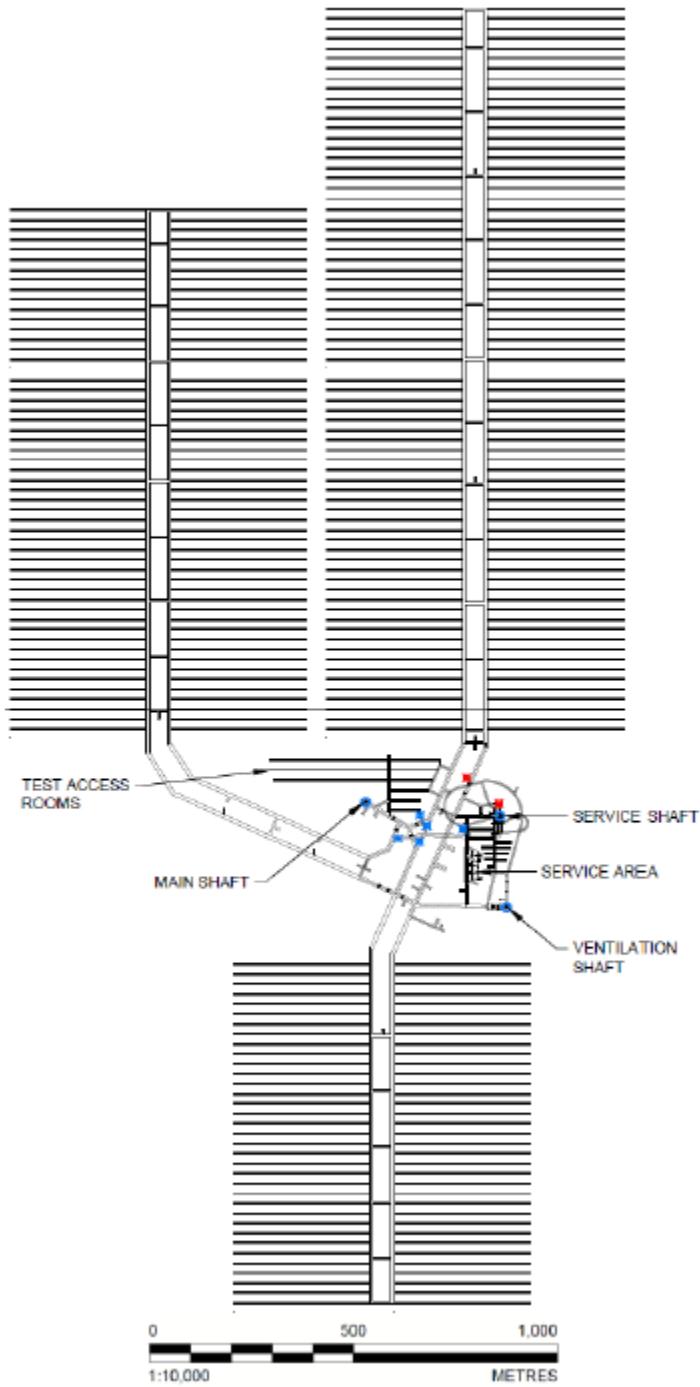 TEST ACCESS
ROOMS
SERVICE SHAFT
MAIN SHAFT
SERVICE AREA
VENTILATION
SHAFT
0 500 1,000
1:10,000 METRES